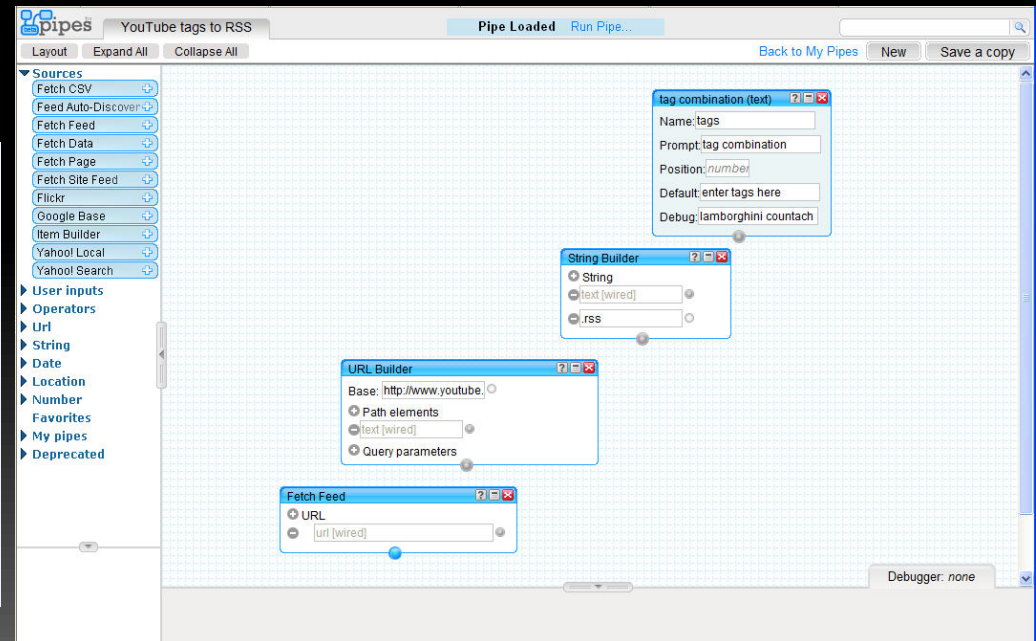 pipes YouTube tags to RSS Pipe Loaded Run Pipe...
beta
Layout Expand All Collapse All Back to My Pipes New Save a copy
Sources
Fetch CSV
Feed Auto-Discover
Fetch Feed
Fetch Data
Fetch Page
Fetch Site Feed
Flickr
Google Base
Item Builder
Yahoo! Local
Yahoo! Search
User inputs
Operators
Url
String
Date
Location
Number
Favorites
My pipes
Deprecated
tag combination (text) ?
Name: tags
Prompt: tag combination
Position: number
Default: enter tags here
Debug: lamborghini countach
String Builder ?
String
text [wired]
.rss
URL Builder ?
Base: http://www.youtube.
Path elements
text [wired]
Query parameters
Fetch Feed ?
URL
url [wired]
Debugger: none